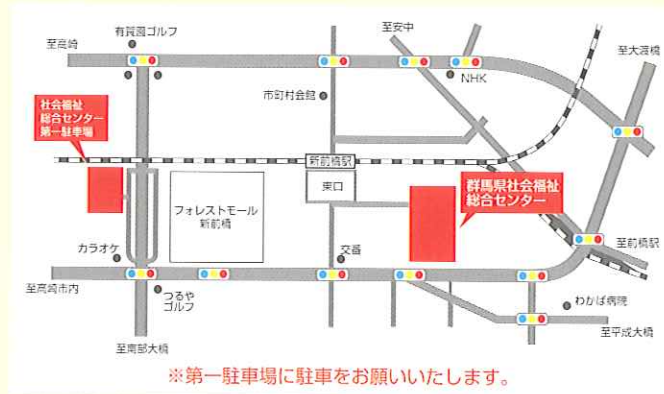 有賀園ゴルフ
至高崎
至安中
至大渡橋
NHK
市町村会館
社会福祉
総合センター
第一駐車場
新前橋駅
東口
群馬県社会福祉
総合センター
フォレストモール
新前橋
カラオケ
交番
至前橋駅
至高崎市内
つるや
ゴルフ
わかば病院
至南部大橋
至平成大橋
※第一駐車場に駐車をお願いいたします。